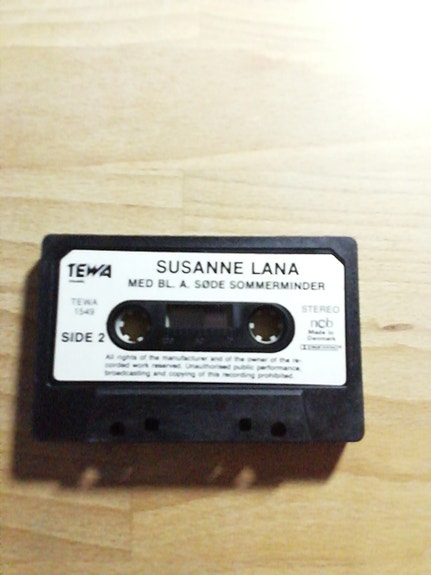 TEWA
SUSANNE LANA
MED BL. A. SØDE SOMMERMINDER
TEWA
1549
STEREO
ncb
Made in
Denmark
SIDE 2
All rights of the manufacturer and of the owner of the re-
corded work reserved. Unauthorised public performance,
broadcasting and copying of this recording prohibited.